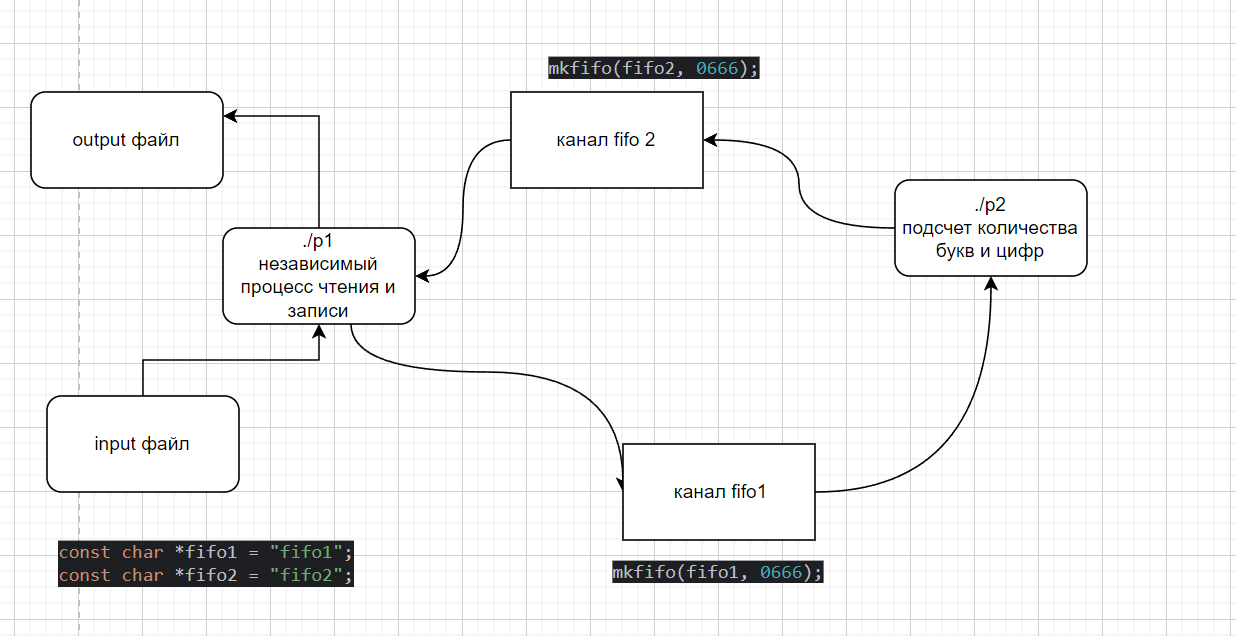 mkfifo(fifo2, 0666);
output файл
канал fifo 2
./p2
подсчет количества
букв и цифр
./p1
независимый
процесс чтения и
записи
input файл
канал fifo1
const char *fifo1 = "fifo1";
const char *fifo2 = "fifo2";
mkfifo(fifo1, 0666);